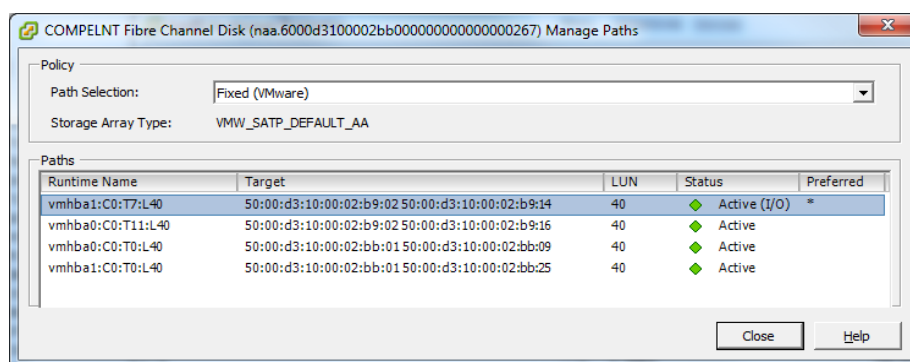 COMPELNT Fibre Channel Disk (naa.6000d3100002bb000000000000000267) Manage Paths
Policy
Path Selection: Fixed (VMware)
Storage Array Type: VMW_SATP_DEFAULT_AA
Paths
Runtime Name Target LUN Status Preferred
vmhba1:C0:T7:L40 50:00:d3:10:00:02:b9:02 50:00:d3:10:00:02:b9:14 40 Active (I/O) *
vmhba0:C0:T11:L40 50:00:d3:10:00:02:b9:02 50:00:d3:10:00:02:b9:16 40 Active
vmhba0:C0:T0:L40 50:00:d3:10:00:02:bb:01 50:00:d3:10:00:02:bb:09 40 Active
vmhba1:C0:T0:L40 50:00:d3:10:00:02:bb:01 50:00:d3:10:00:02:bb:25 40 Active
Close Help